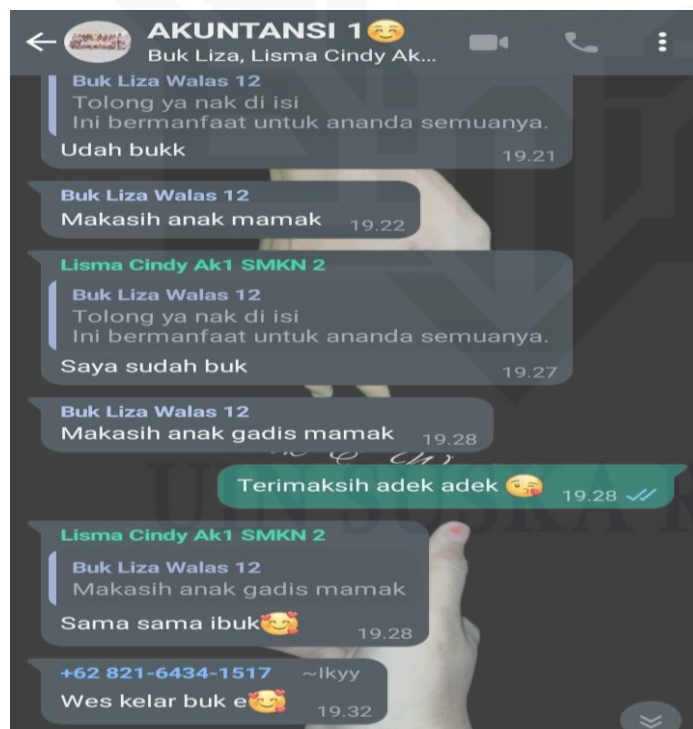 AKUNTANSI 1☺️
Buk Liza, Lisma Cindy Ak...
Buk Liza Walas 12
Tolong ya nak di isi
Ini bermanfaat untuk ananda semuanya.
Udah bukk
19.21
Buk Liza Walas 12
Makasih anak mamak
19.22
Lisma Cindy Ak1 SMKN 2
Buk Liza Walas 12
Tolong ya nak di isi
Ini bermanfaat untuk ananda semuanya.
Saya sudah buk
19.27
Buk Liza Walas 12
Makasih anak gadis mamak
19.28
Terimaksih adek adek 😘
19.28
UIN SUSKA R
Lisma Cindy Ak1 SMKN 2
Buk Liza Walas 12
Makasih anak gadis mamak
Sama sama ibuk🥰
19.28
+62 821-6434-1517 ~Ikyy
Wes kelar buk e🥰
19.32